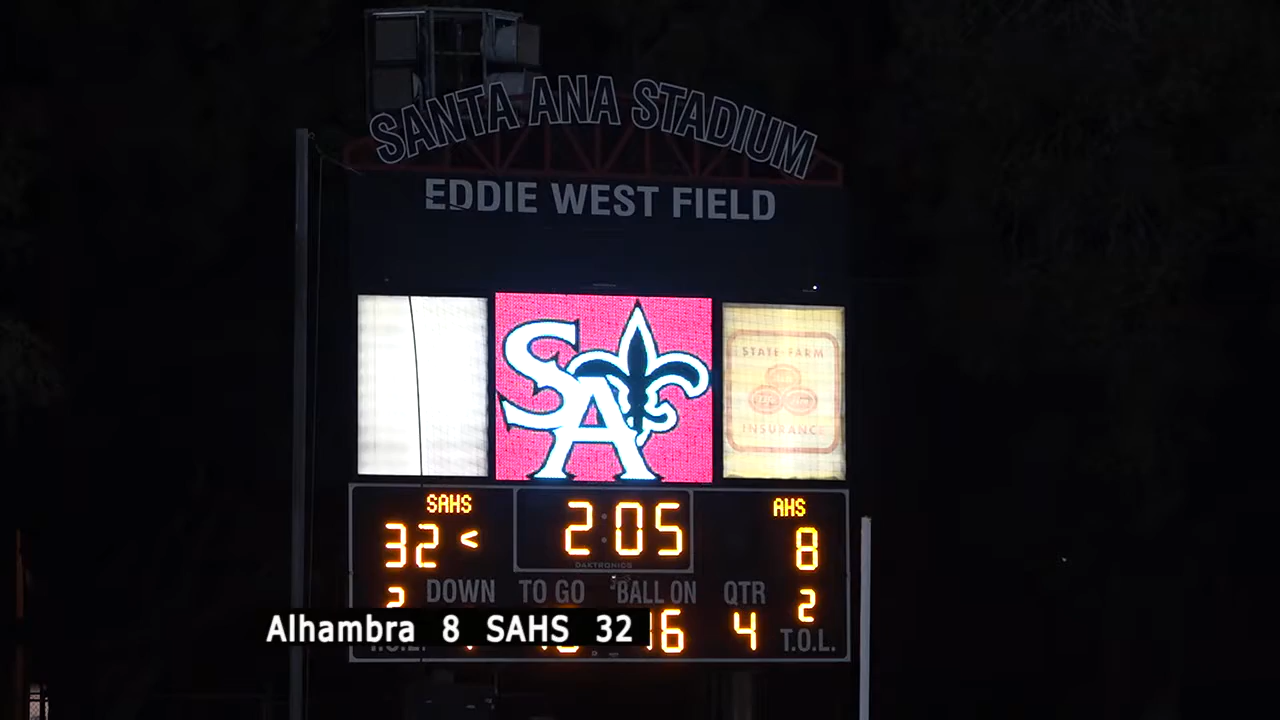 SANTA ANA STADIUM
EDDIE WEST FIELD
SA
STATE FARM
INSURANCE
SAHS 2:05 AHS
32 < 8
DAKTRONICS
DOWN TO GO BALL ON QTR
2 4 2
T.O.L. T.O.L.
Alhambra 8 SAHS 32